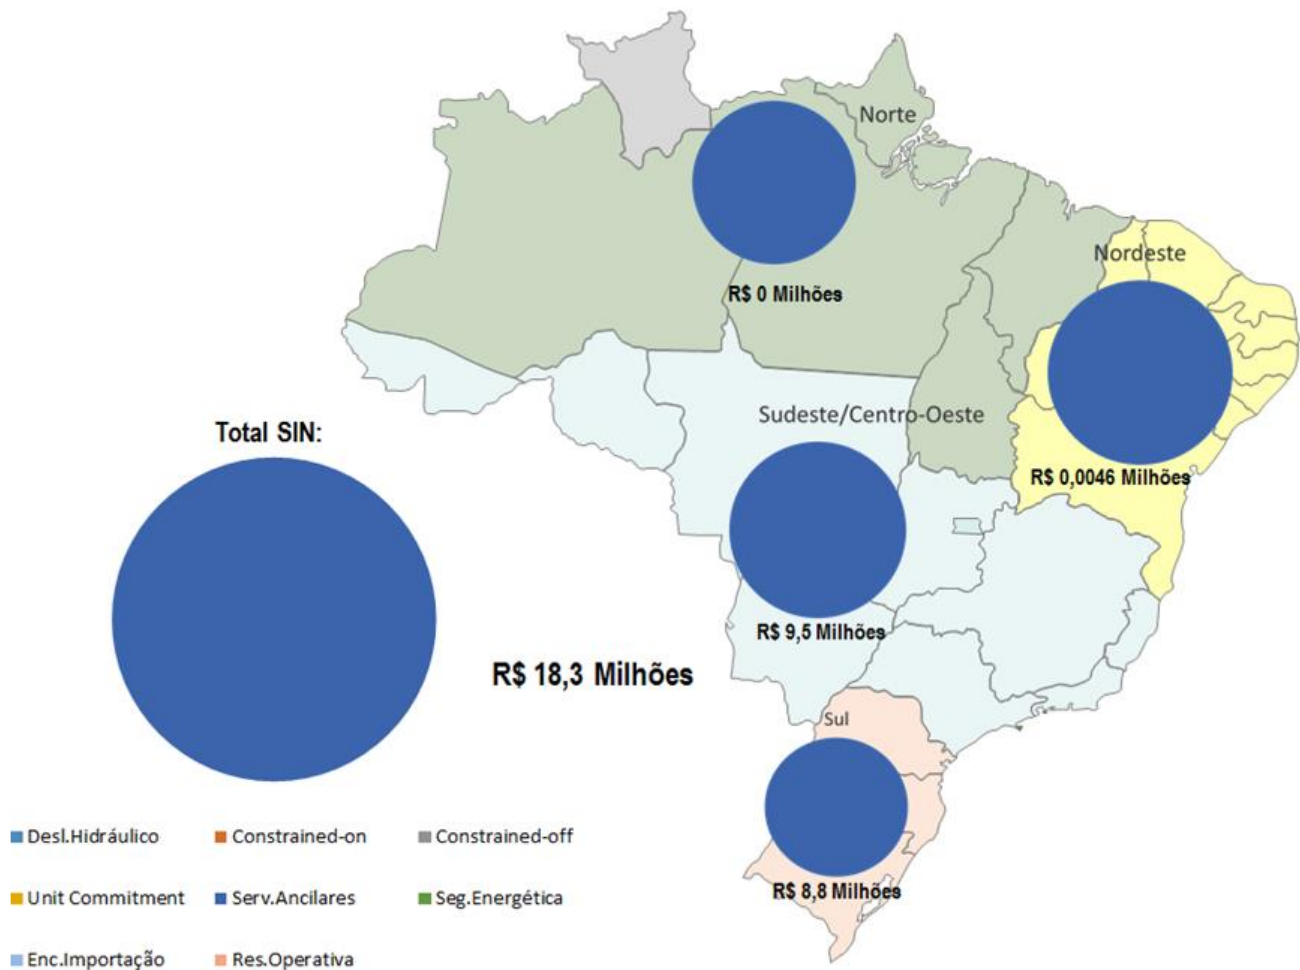 Norte
R$ 0 Milhões
Nordeste
R$ 0,0046 Milhões
Sudeste/Centro-Oeste
R$ 9,5 Milhões
Total SIN:
R$ 18,3 Milhões
Sul
R$ 8,8 Milhões
Desl.Hidráulico
Constrained-on
Constrained-off
Unit Commitment
Serv.Ancilares
Seg.Energética
Enc.Importação
Res.Operativa